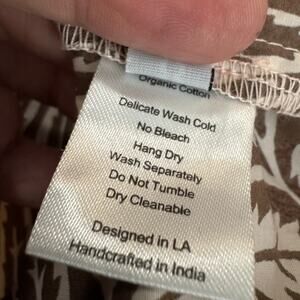 Organic Cotton
Delicate Wash Cold
No Bleach
Hang Dry
Wash Separately
Do Not Tumble
Dry Cleanable
Designed in LA
Handcrafted in India